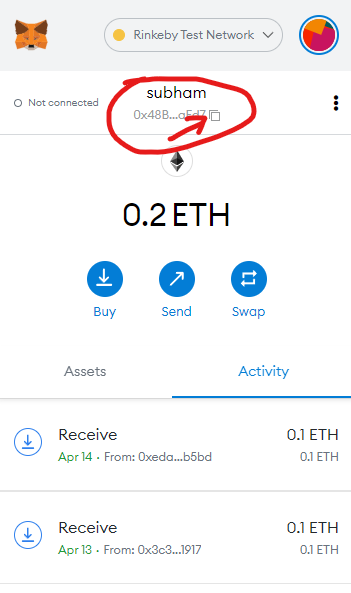 Rinkeby Test Network
Not connected
subham
0x48B...aEd7
0.2 ETH
Buy
Send
Swap
Assets
Activity
Receive
0.1 ETH
Apr 14 · From: 0xeda...b5bd
0.1 ETH
Receive
0.1 ETH
Apr 13 · From: 0x3c3...1917
0.1 ETH